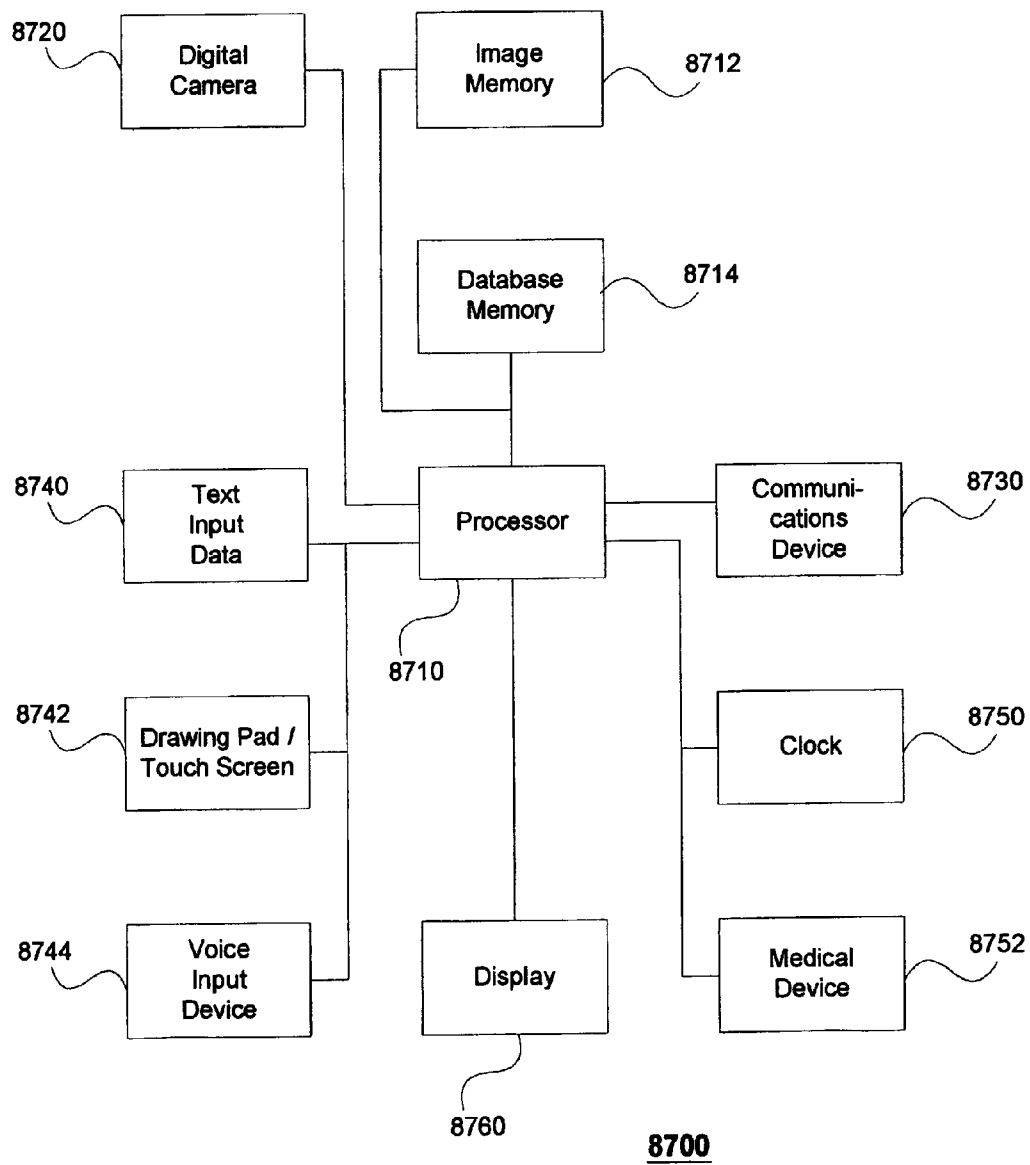 8720
Digital
Camera
Image
Memory
8712
Database
Memory
8714
8740
Text
Input
Data
Processor
8710
Communi-
cations
Device
8730
8742
Drawing Pad /
Touch Screen
Clock
8750
8744
Voice
Input
Device
Display
8760
Medical
Device
8752
8700